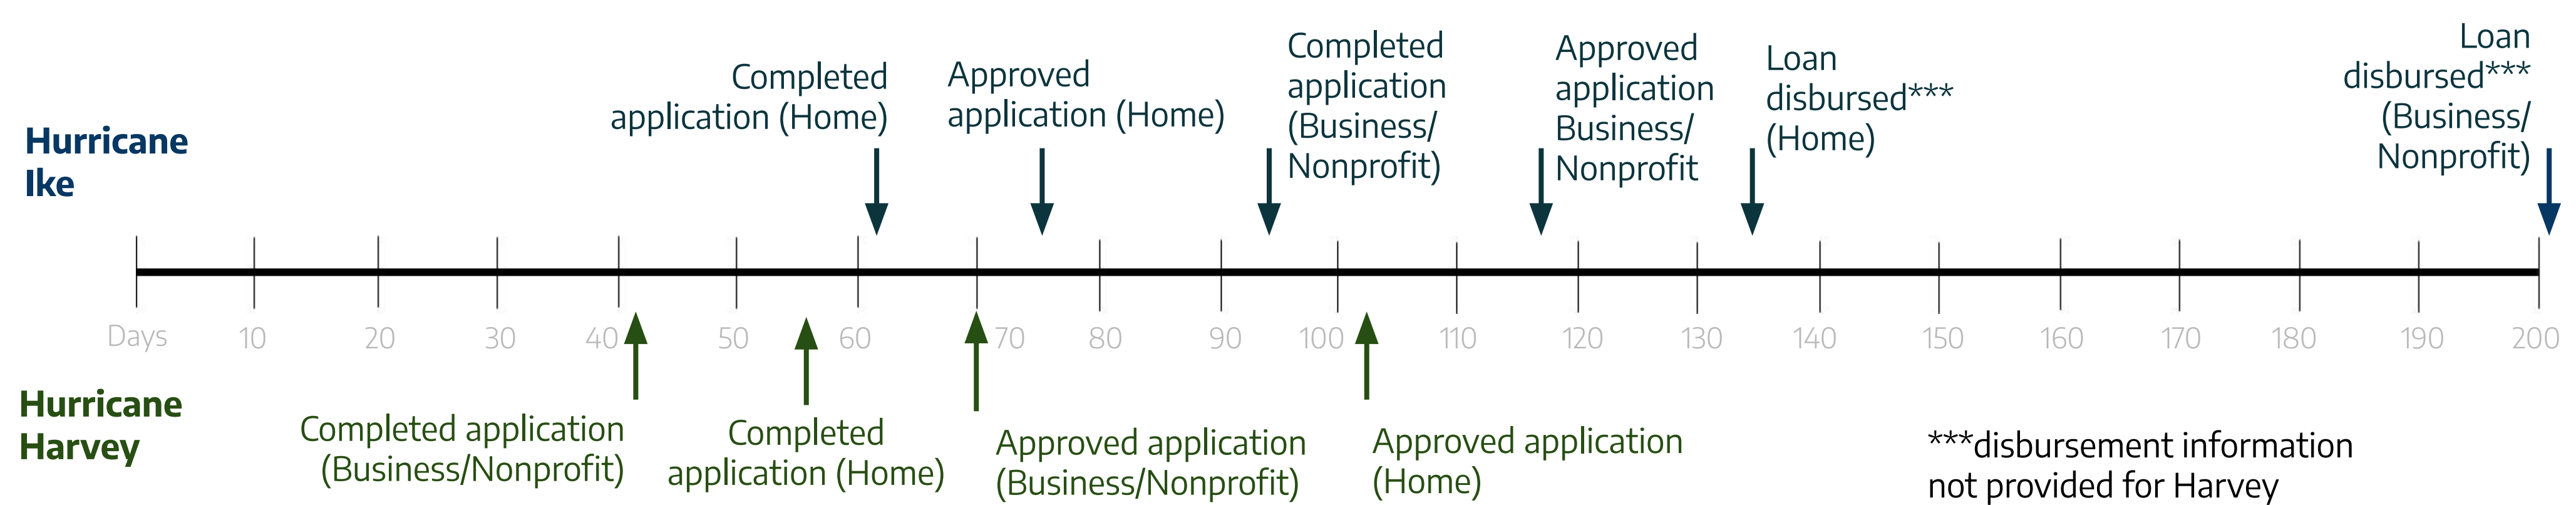 Hurricane
Ike
Completed
application (Home)
Approved
application (Home)
Completed
application
(Business/
Nonprofit)
Approved
application
Business/
Nonprofit
Loan
disbursed***
(Home)
Loan
disbursed***
(Business/
Nonprofit)
Days 10 20 30 40 50 60 70 80 90 100 110 120 130 140 150 160 170 180 190 200
Hurricane
Harvey
Completed application
(Business/Nonprofit)
Completed
application (Home)
Approved application
(Business/Nonprofit)
Approved application
(Home)
***disbursement information
not provided for Harvey